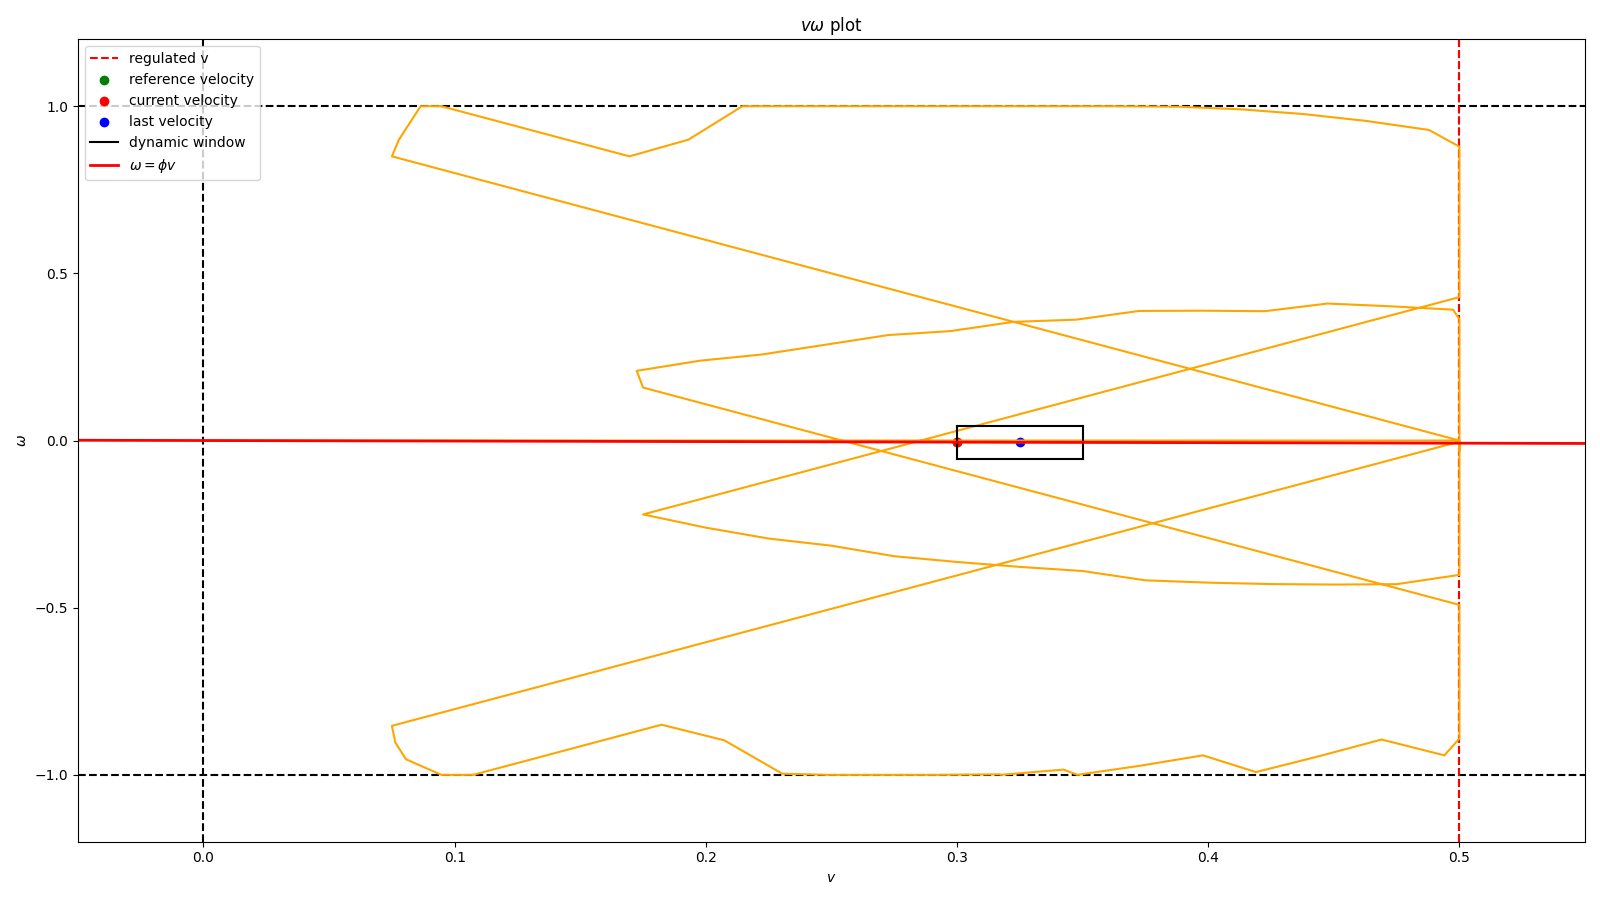 vω plot
regulated v
reference velocity
current velocity
last velocity
dynamic window
ω = ϕv
1.0
0.5
0.0
−0.5
−1.0
ω
0.0 0.1 0.2 0.3 0.4 0.5
v